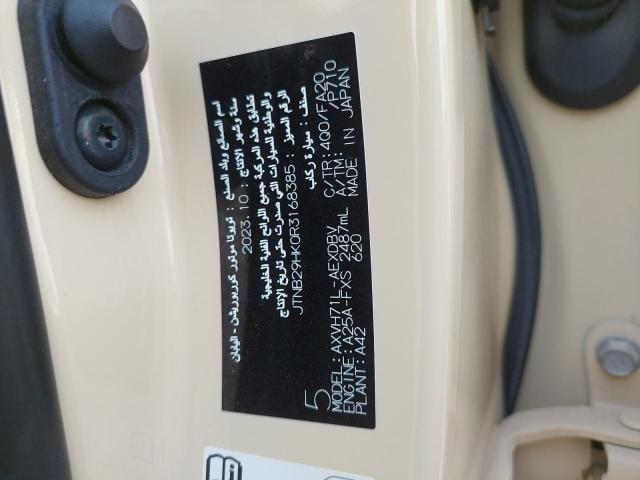 اسم الصانع وبلد الصنع : تويوتا موتور كوربوريشن - اليابان
سنة وشهر الإنتاج : 2023.10
تطابق هذه المركبة جميع اللوائح الفنية الخليجية
والوطنية للسيارات التي صدرت حتى تاريخ الإنتاج
الرقم المميز : JTNB29HK0R3168385
صنف : سيارة ركاب
5
MODEL: AXVH71L-AEXDBV C/TR: 4Q0/FA20
ENGINE: A25A-FXS 2487mL A/TM: /P710
PLANT: A42 620 MADE IN JAPAN